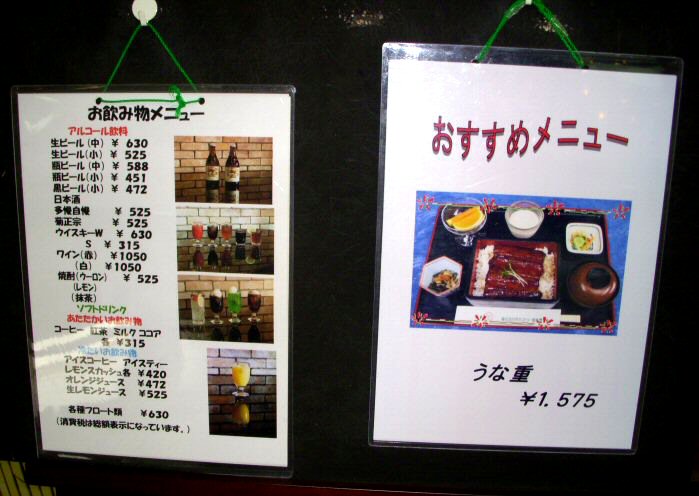 お飲み物メニュー
アルコール飲料
生ビール(中) ¥ 630
生ビール(小) ¥ 525
瓶ビール(中) ¥ 588
瓶ビール(小) ¥ 451
黒ビール(小) ¥ 472
日本酒
多慢自慢 ¥ 525
菊正宗 ¥ 525
ウイスキーW ¥ 630
S ¥ 315
ワイン(赤) ¥1050
(白) ¥1050
焼酎(ウーロン) ¥ 525
(レモン)
(抹茶)
ソフトドリンク
あたたかいお飲み物
コーヒー 紅茶 ミルク ココア
各 ¥315
冷たいお飲み物
アイスコーヒー アイスティー
レモンスカッシュ各 ¥420
オレンジジュース ¥472
生レモンジュース ¥525
各種フロート類 ¥630
(消費税は総額表示になっています。)
おすすめメニュー
うな重
¥1.575